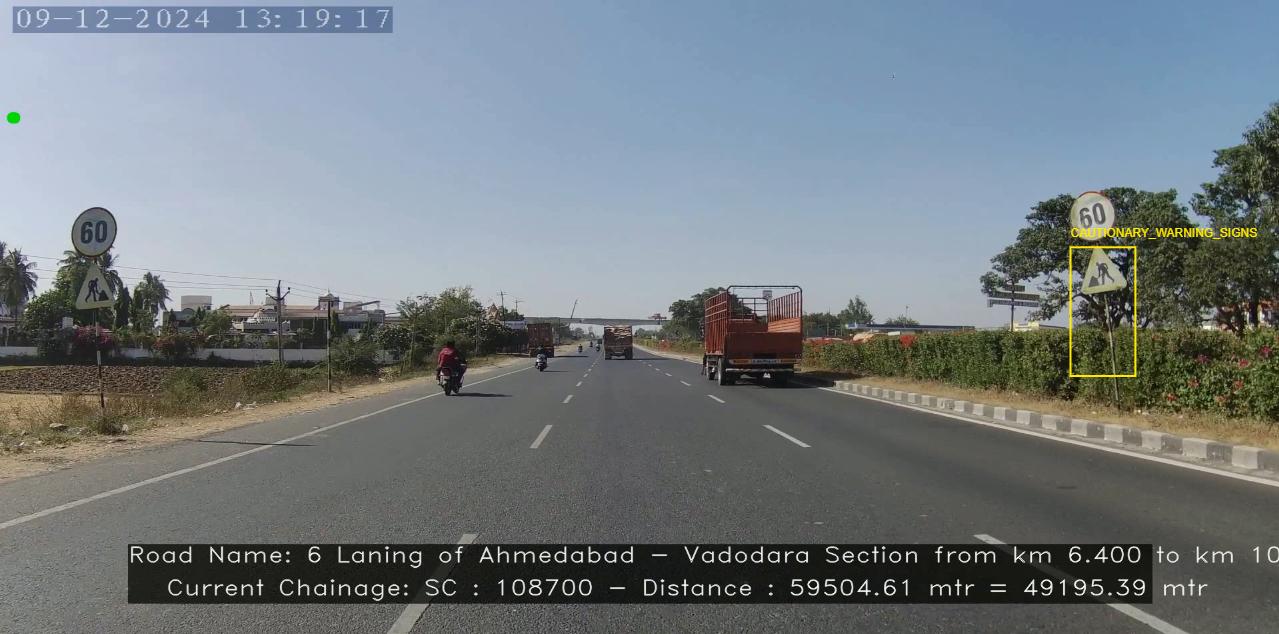 09-12-2024 13:19:17
60
60
CAUTIONARY_WARNING_SIGNS
Road Name: 6 Laning of Ahmedabad - Vadodara Section from km 6.400 to km 10
Current Chainage: SC : 108700 - Distance : 59504.61 mtr = 49195.39 mtr